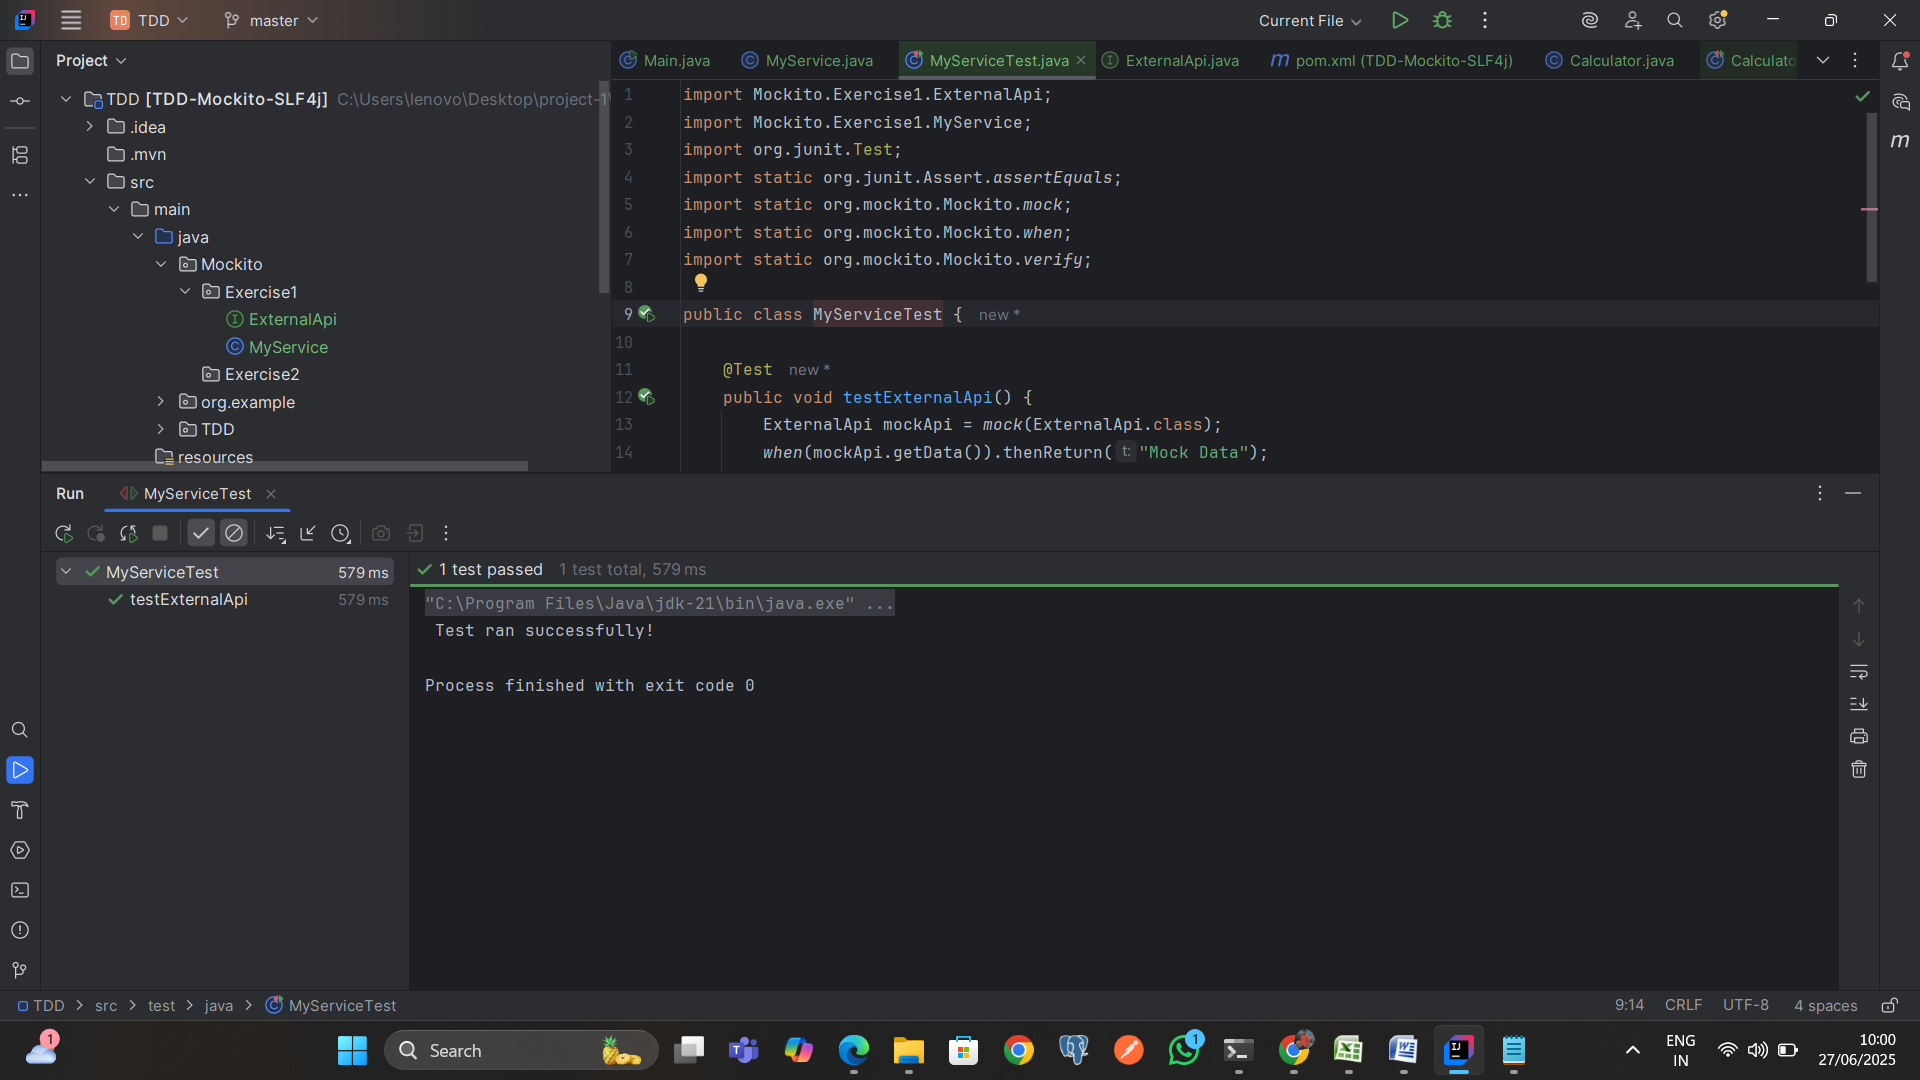 TD TDD master Current File
Project
TDD [TDD-Mockito-SLF4j] C:\Users\lenovo\Desktop\project-1\
.idea
.mvn
src
main
java
Mockito
Exercise1
ExternalApi
MyService
Exercise2
org.example
TDD
resources
Main.java MyService.java MyServiceTest.java ExternalApi.java pom.xml (TDD-Mockito-SLF4j) Calculator.java Calculato
1 import Mockito.Exercise1.ExternalApi;
2 import Mockito.Exercise1.MyService;
3 import org.junit.Test;
4 import static org.junit.Assert.assertEquals;
5 import static org.mockito.Mockito.mock;
6 import static org.mockito.Mockito.when;
7 import static org.mockito.Mockito.verify;
8
9 public class MyServiceTest { new *
10
11 @Test new *
12 public void testExternalApi() {
13 ExternalApi mockApi = mock(ExternalApi.class);
14 when(mockApi.getData()).thenReturn( t: "Mock Data");
Run MyServiceTest
MyServiceTest 579 ms
testExternalApi 579 ms
1 test passed 1 test total, 579 ms
"C:\Program Files\Java\jdk-21\bin\java.exe" ...
Test ran successfully!
Process finished with exit code 0
TDD > src > test > java > MyServiceTest
9:14 CRLF UTF-8 4 spaces
1
Search
1
ENG
IN
10:00
27/06/2025